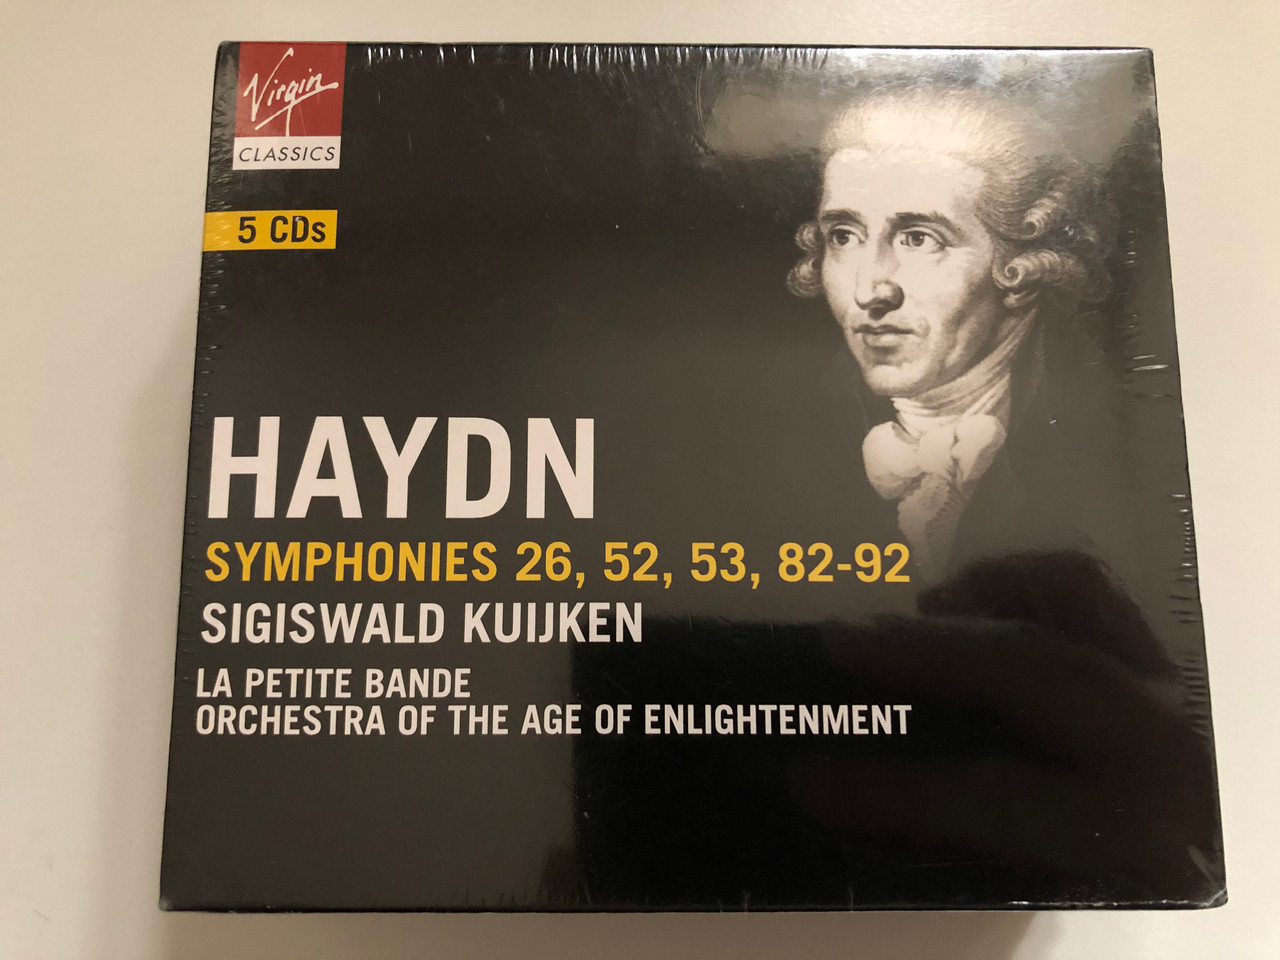 Virgin
CLASSICS
5 CDs
HAYDN
SYMPHONIES 26, 52, 53, 82-92
SIGISWALD KUIJKEN
LA PETITE BANDE
ORCHESTRA OF THE AGE OF ENLIGHTENMENT